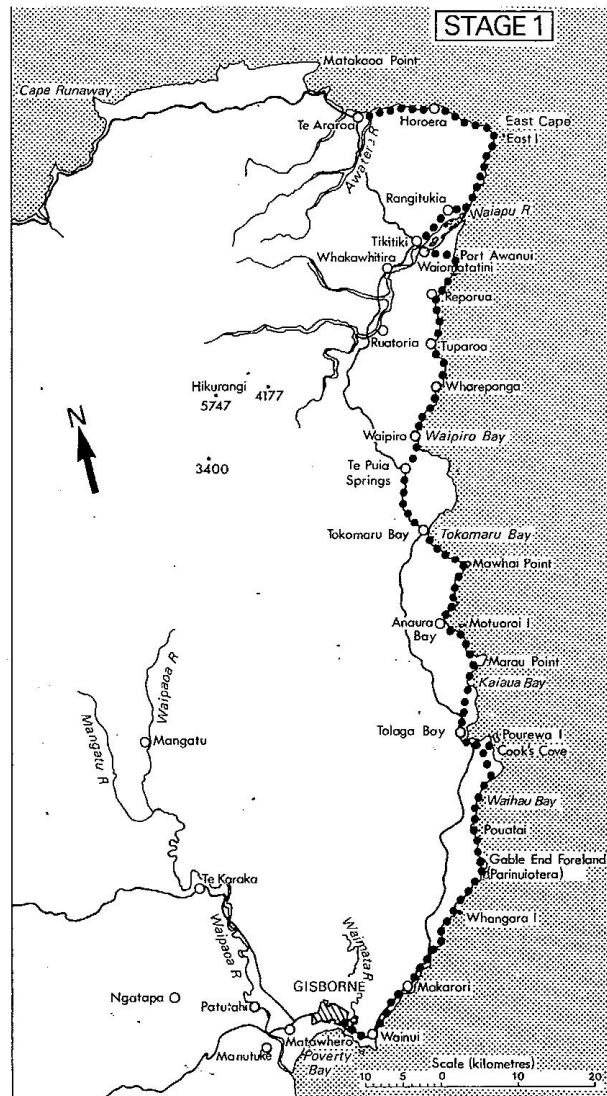 STAGE 1
Matakaoa Point
Cape Runaway
Te Araroa
Horoera
East Cape
East I
Awatere R
Rangitukia
Waiapu R
Tikitiki
Whakawhitira
Waiomatatini
Port Awanui
Reporua
Ruatoria
Tuparoa
Hikurangi
5747
4177
Wharepanga
N
Waipiro
Waipiro Bay
3400
Te Puia
Springs
Tokomaru Bay
Tokomaru Bay
Mawhai Point
Anaura
Bay
Motuoroi I
Marau Point
Kaiaua Bay
Waipaoa R
Mangatu R
Mangatu
Tolaga Bay
Pourewa I
Cook's Cove
Waihau Bay
Pouatai
Gable End Foreland
(Parinuiotera)
Te Karaka
Whangara I
Waipaoa R
Waimata R
GISBORNE
Makarori
Ngatapa
Patutahi
Matawhero
Wainui
Manutuke
Poverty
Bay
Scale (kilometres)
10 5 0 10 20